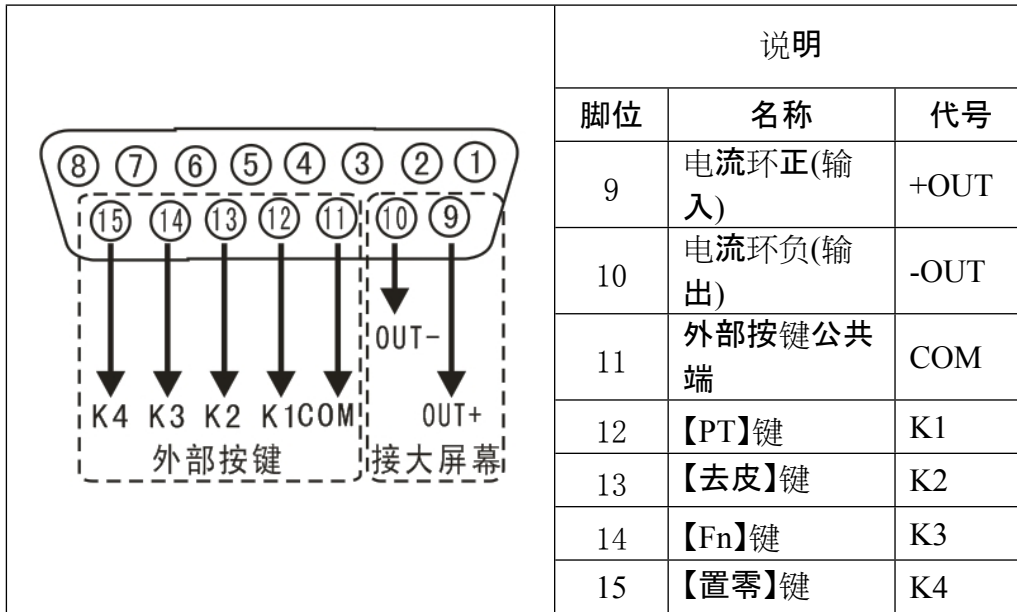 ⑧ ⑦ ⑥ ⑤ ④ ③ ② ①
⑮ ⑭ ⑬ ⑫ ⑪ ⑩ ⑨
OUT-
K4 K3 K2 K1COM OUT+
外部按键 接大屏幕
说明
脚位 名称 代号
9 电流环正(输 +OUT
入)
10 电流环负(输 -OUT
出)
11 外部按键公共 COM
端
12 【PT】键 K1
13 【去皮】键 K2
14 【Fn】键 K3
15 【置零】键 K4